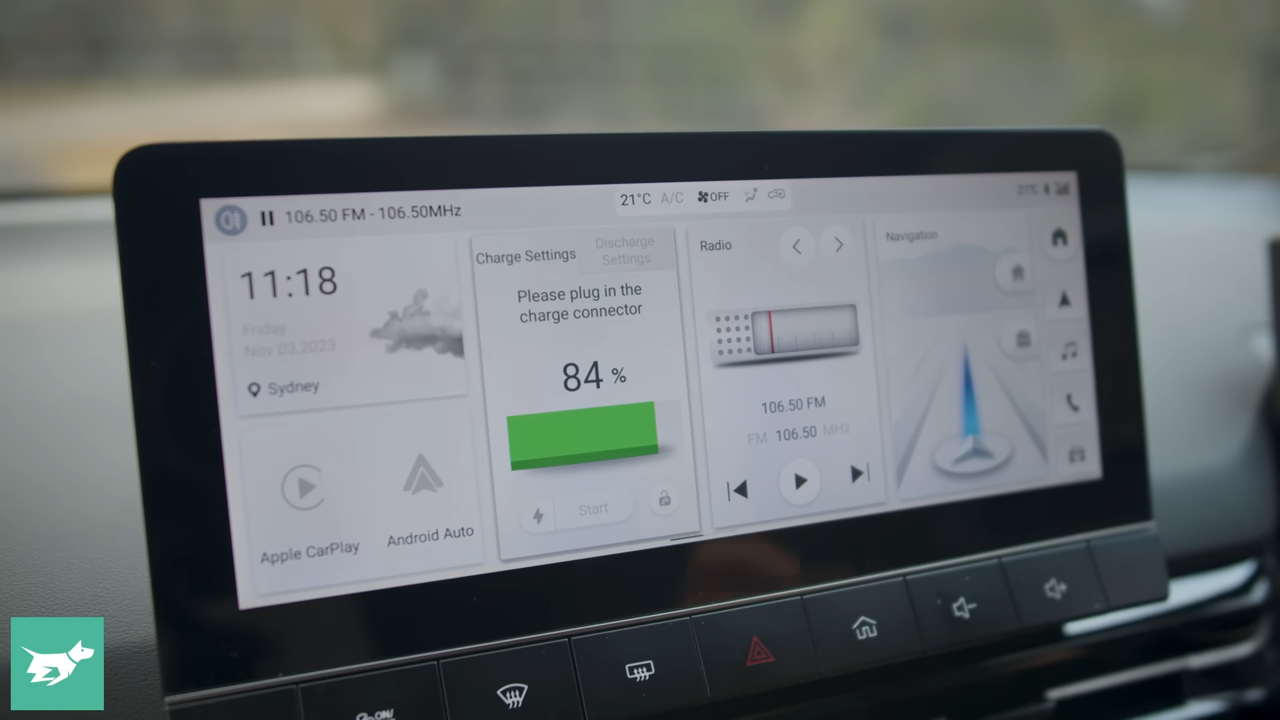 106.50 FM - 106.50MHz
21°C A/C OFF
21°C
11:18
Friday
Nov 03,2023
Sydney
Apple CarPlay
Android Auto
Charge Settings
Discharge
Settings
Please plug in the
charge connector
84 %
Start
Radio
106.50 FM
FM 106.50 MHz
Navigation